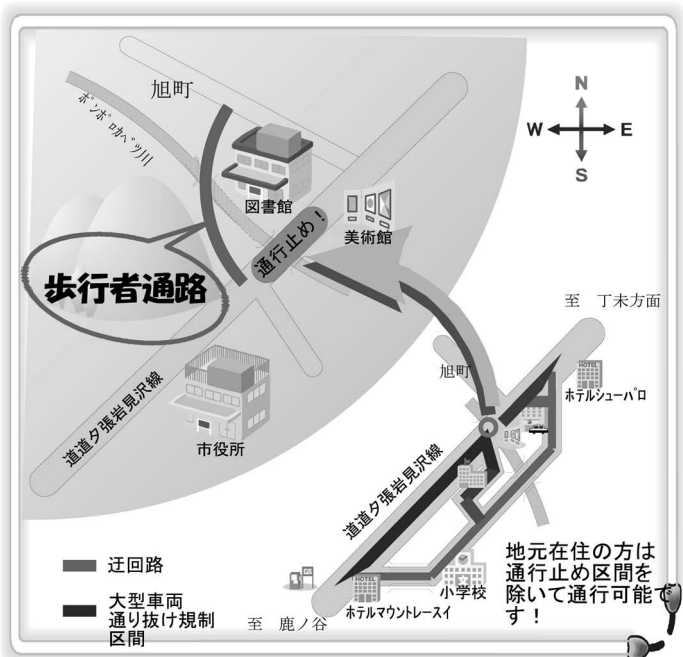 旭町
ポンポロカベツ川
N
W
E
S
図書館
通行止め！
美術館
歩行者通路
至 丁未方面
旭町
HOTEL
ホテルシューパロ
道道夕張岩見沢線
市役所
道道夕張岩見沢線
迂回路
大型車両
通り抜け規制
区間
GS
HOTEL
小学校
ホテルマウントレースイ
至 鹿ノ谷
地元在住の方は
通行止め区間を
除いて通行可能で
す！